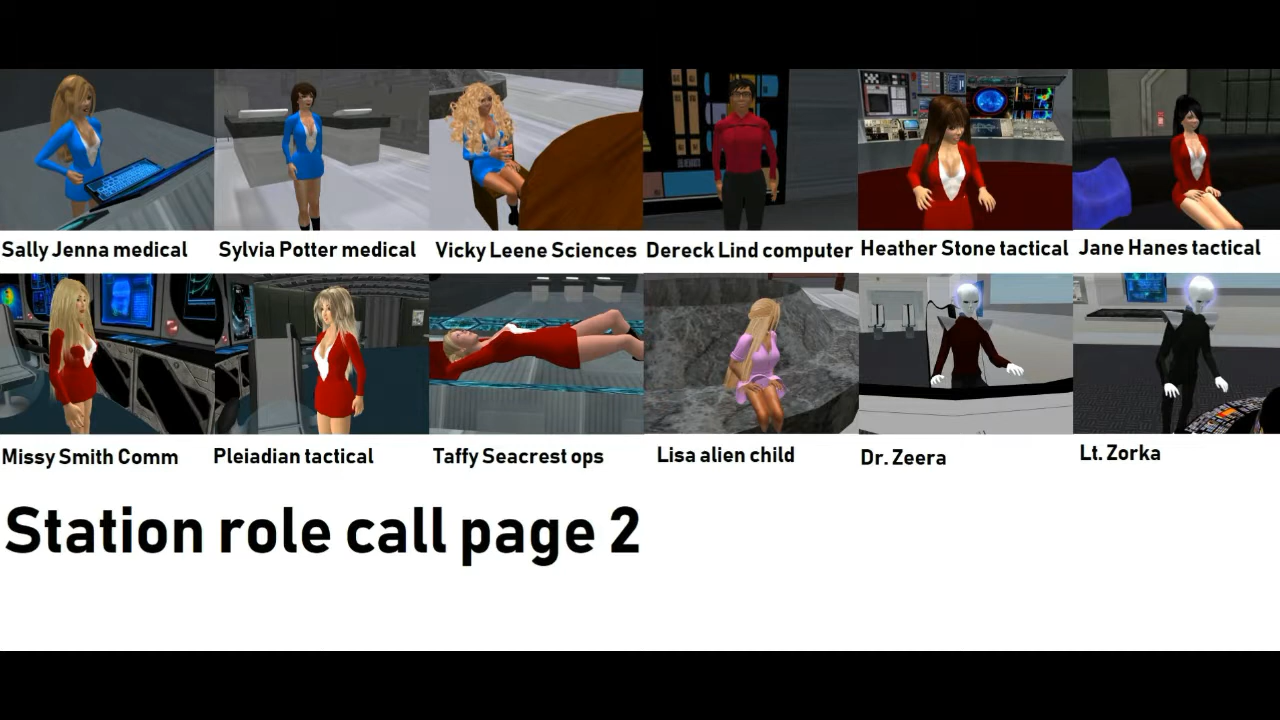 Sally Jenna medical
Sylvia Potter medical
Vicky Leene Sciences
Dereck Lind computer
Heather Stone tactical
Jane Hanes tactical
Missy Smith Comm
Pleiadian tactical
Taffy Seacrest ops
Lisa alien child
Dr. Zeera
Lt. Zorka
Station role call page 2